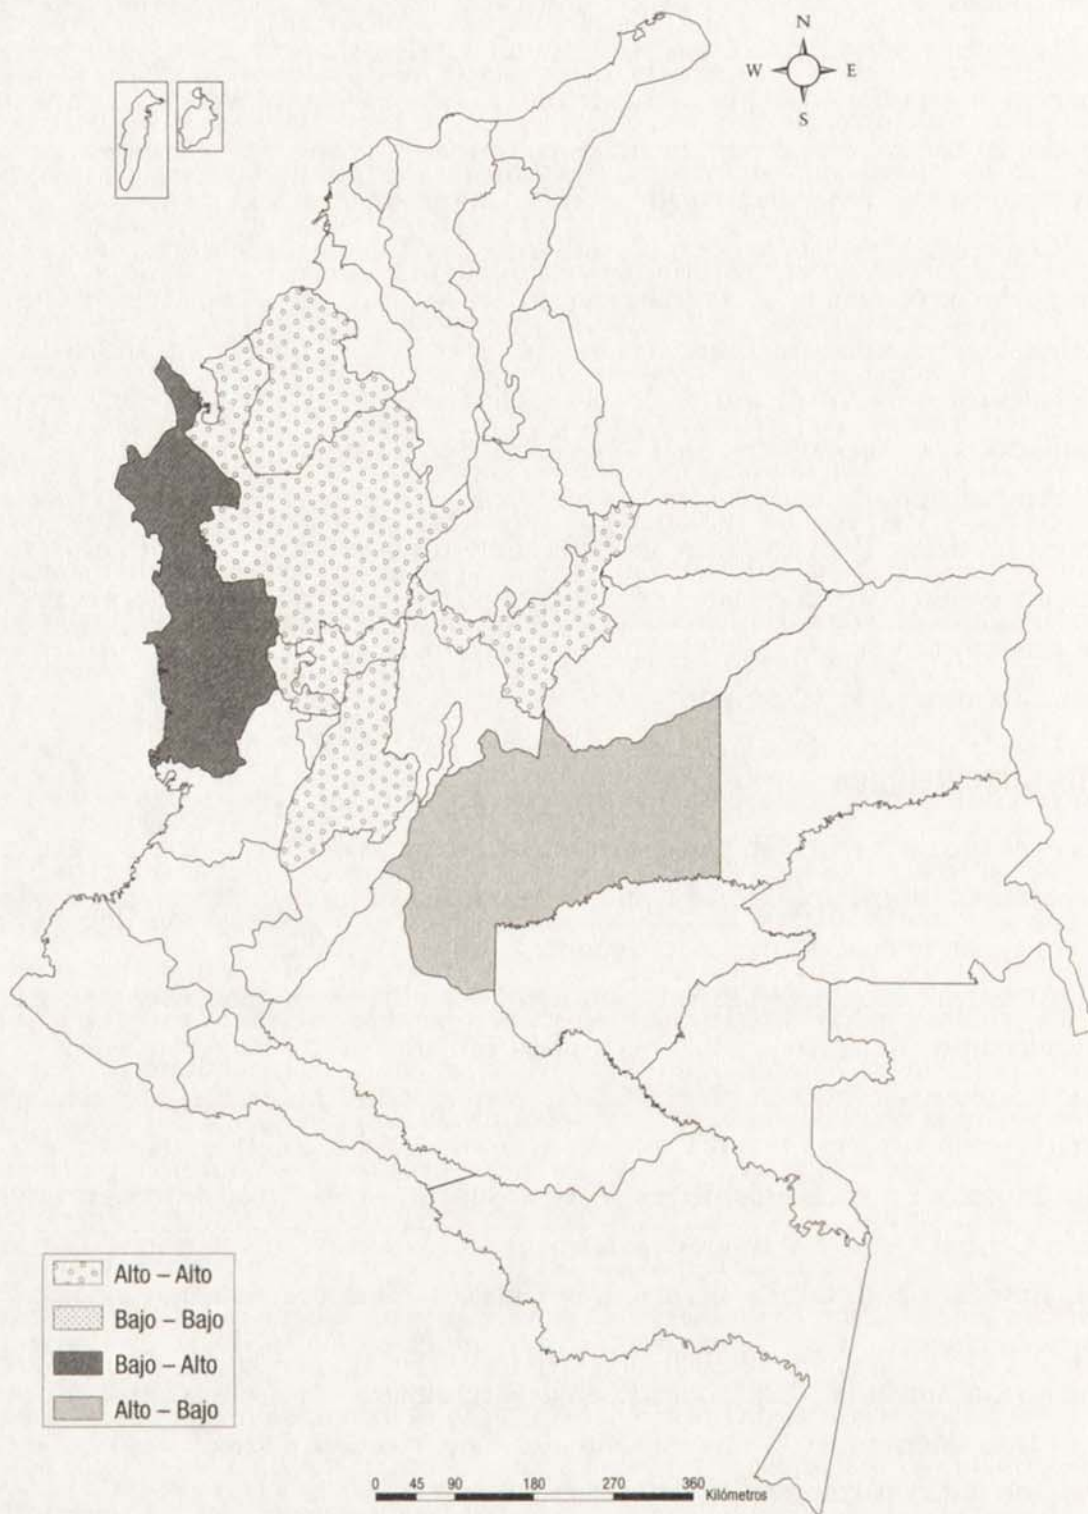 N
W E
S
Alto – Alto
Bajo – Bajo
Bajo – Alto
Alto – Bajo
0 45 90 180 270 360
Kilómetros